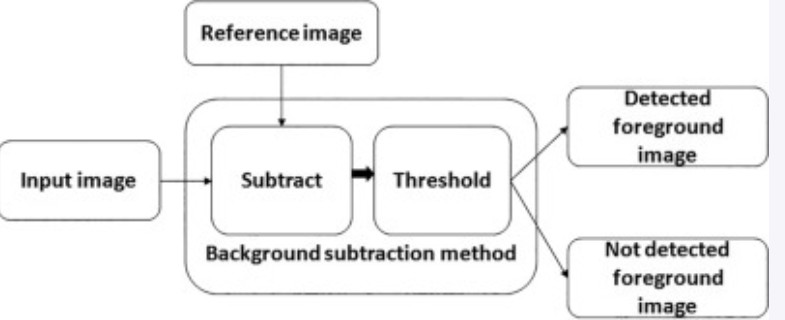 Reference image
Input image
Subtract
Threshold
Background subtraction method
Detected
foreground
image
Not detected
foreground
image